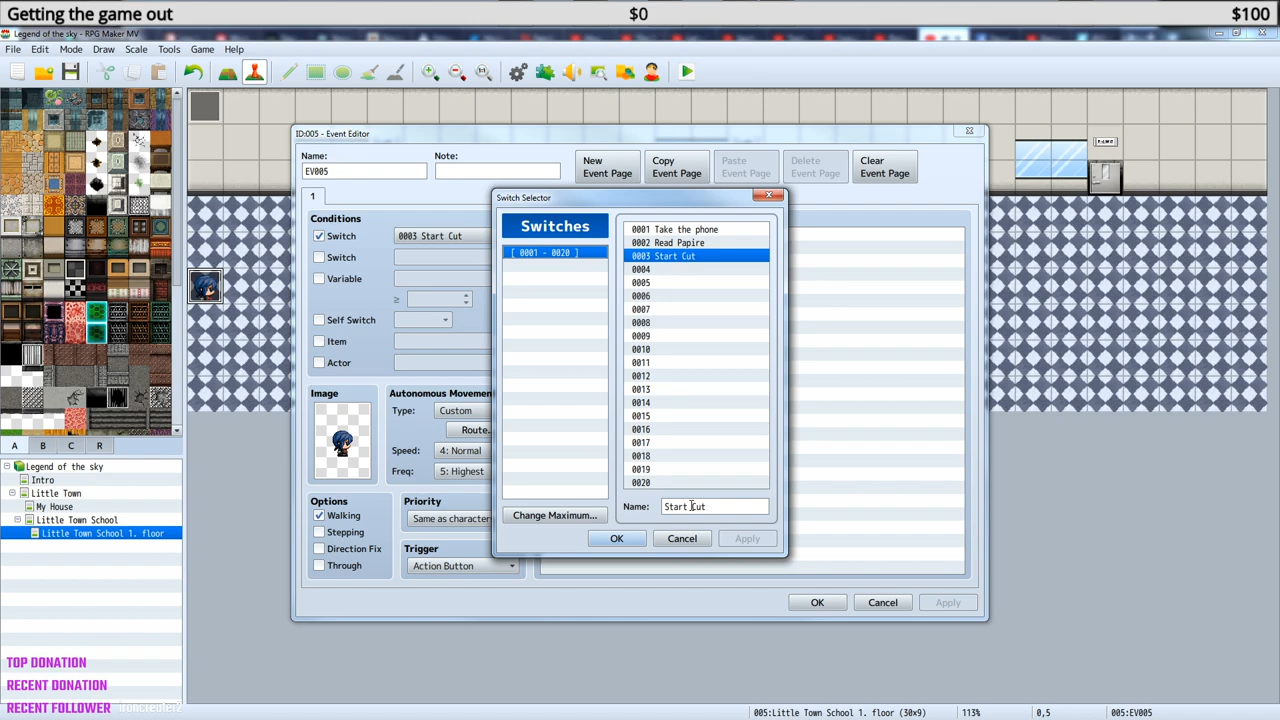 Getting the game out $0 $100
Legend of the sky - RPG Maker MV
File Edit Mode Draw Scale Tools Game Help
ID:005 - Event Editor
Name: Note:
EV005
New Event Page
Copy Event Page
Paste Event Page
Delete Event Page
Clear Event Page
1
Conditions
Switch 0003 Start Cut
Switch
Variable
≥
Self Switch
Item
Actor
Image
Autonomous Movemen
Type: Custom
Route..
Speed: 4: Normal
Freq: 5: Highest
Options
Walking
Stepping
Direction Fix
Through
Priority
Same as character
Trigger
Action Button
OK Cancel Apply
Switch Selector
Switches
[ 0001 - 0020 ]
Change Maximum...
0001 Take the phone
0002 Read Papire
0003 Start Cut
0004
0005
0006
0007
0008
0009
0010
0011
0012
0013
0014
0015
0016
0017
0018
0019
0020
Name: Start Cut
OK Cancel Apply
A B C R
Legend of the sky
Intro
Little Town
My House
Little Town School
Little Town School 1. floor
TOP DONATION
RECENT DONATION
RECENT FOLLOWER ironcreater2
005:Little Town School 1. floor (30x9) 113% 0,5 005:EV005